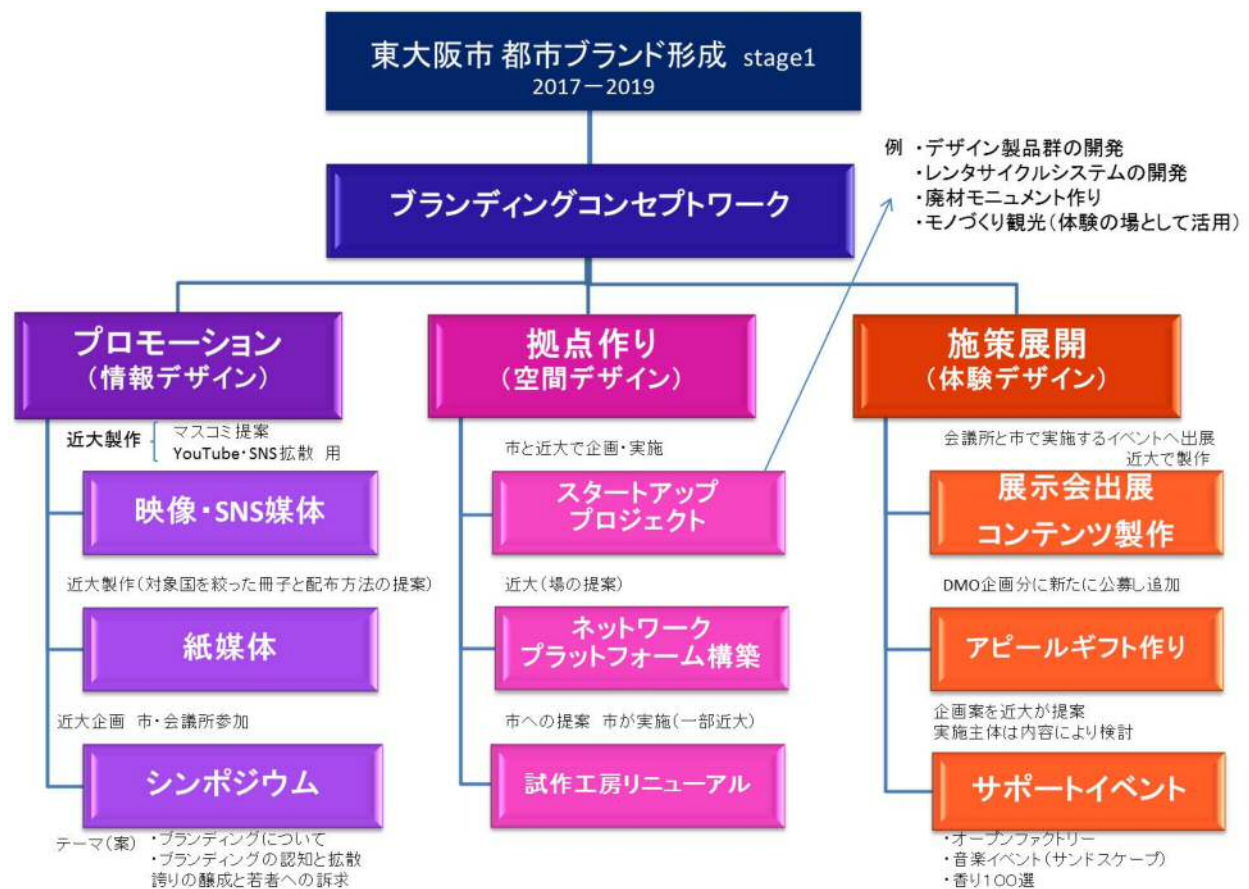 東大阪市 都市ブランド形成 stage1
2017－2019
ブランディングコンセプトワーク
例 ・デザイン製品群の開発
・レンタサイクルシステムの開発
・廃材モニュメント作り
・モノづくり観光(体験の場として活用)
プロモーション
(情報デザイン)
近大製作
マスコミ提案
YouTube・SNS拡散 用
映像・SNS媒体
近大製作(対象国を絞った冊子と配布方法の提案)
紙媒体
近大企画 市・会議所参加
シンポジウム
テーマ(案) ・ブランディングについて
・ブランディングの認知と拡散
誇りの醸成と若者への訴求
拠点作り
(空間デザイン)
市と近大で企画・実施
スタートアップ
プロジェクト
近大(場の提案)
ネットワーク
プラットフォーム構築
市への提案 市が実施(一部近大)
試作工房リニューアル
施策展開
(体験デザイン)
会議所と市で実施するイベントへ出展
近大で製作
展示会出展
コンテンツ製作
DMO企画分に新たに公募し追加
アピールギフト作り
企画案を近大が提案
実施主体は内容により検討
サポートイベント
・オープンファクトリー
・音楽イベント(サンドスケープ)
・香り100選